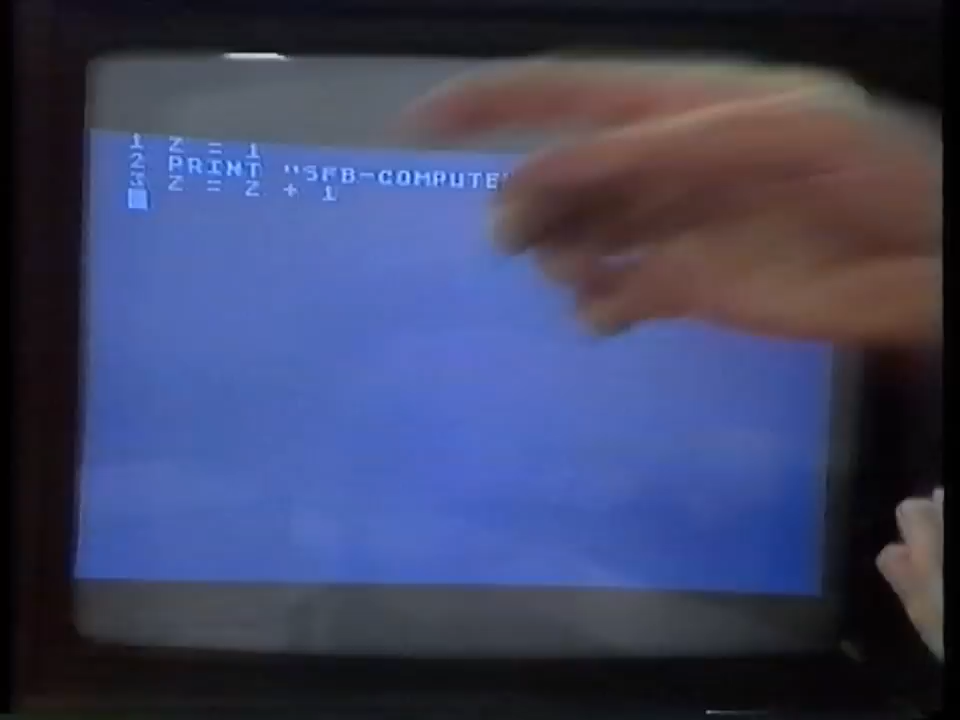 1 Z = 1
2 PRINT "SFB-COMPUTE
3 Z = Z + 1